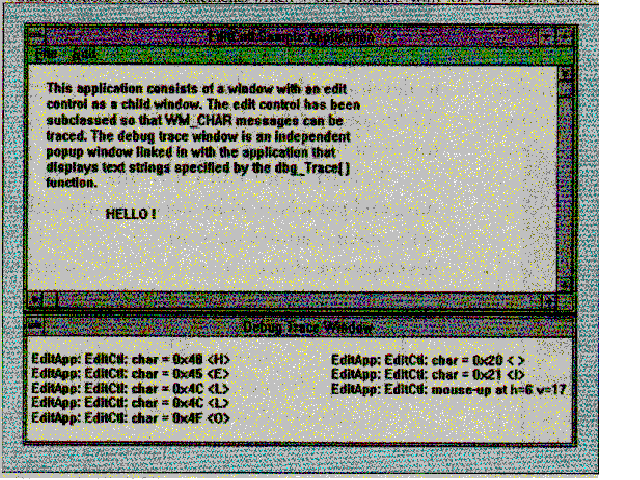 Sample Application
File Edit
This application consists of a window with an edit
control as a child window. The edit control has been
subclassed so that WM_CHAR messages can be
traced. The debug trace window is an independent
popup window linked in with the application that
displays text strings specified by the dbg_Trace[]
function.
HELLO !
Debug Trace Window
EditApp: EditCtl: char = 0x48 <H>
EditApp: EditCtl: char = 0x45 <E>
EditApp: EditCtl: char = 0x4C <L>
EditApp: EditCtl: char = 0x4C <L>
EditApp: EditCtl: char = 0x4F <O>
EditApp: EditCtl: char = 0x20 < >
EditApp: EditCtl: char = 0x21 <!>
EditApp: EditCtl: mouse-up at h=6 v=17